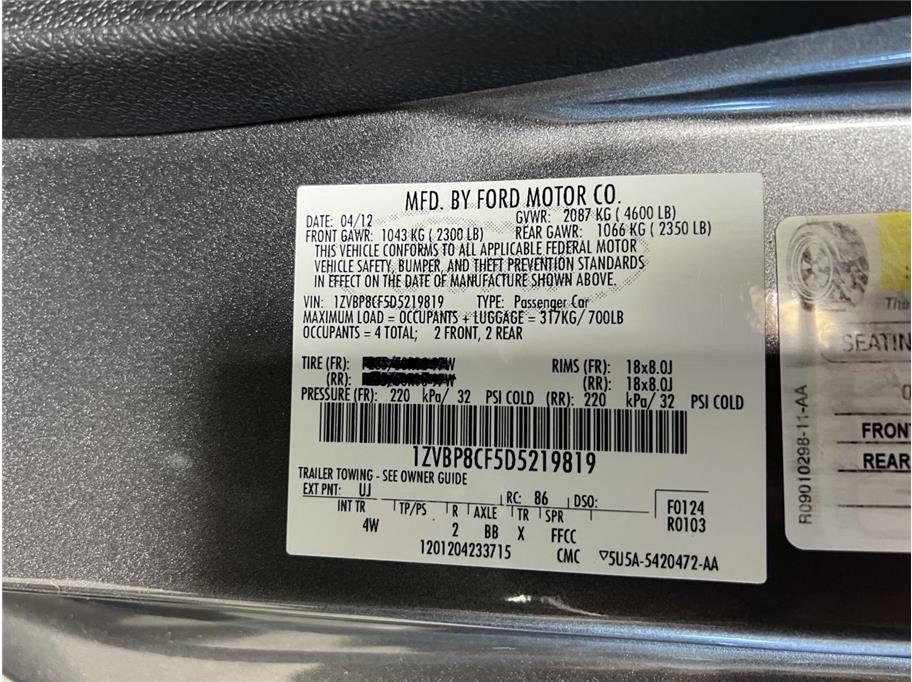 MFD. BY FORD MOTOR CO.
DATE: 04/12 GVWR: 2087 KG ( 4600 LB)
FRONT GAWR: 1043 KG ( 2300 LB) REAR GAWR: 1066 KG ( 2350 LB)
THIS VEHICLE CONFORMS TO ALL APPLICABLE FEDERAL MOTOR
VEHICLE SAFETY, BUMPER, AND THEFT PREVENTION STANDARDS
IN EFFECT ON THE DATE OF MANUFACTURE SHOWN ABOVE.
VIN: 1ZVBP8CF5D5219819 TYPE: Passenger Car
MAXIMUM LOAD = OCCUPANTS + LUGGAGE = 317KG/ 700LB
OCCUPANTS = 4 TOTAL; 2 FRONT, 2 REAR
TIRE (FR): RIMS (FR): 18x8.0J
(RR): (RR): 18x8.0J
PRESSURE (FR): 220 kPa/ 32 PSI COLD (RR): 220 kPa/ 32 PSI COLD
1ZVBP8CF5D5219819
TRAILER TOWING - SEE OWNER GUIDE
EXT PNT: UJ RC: 86 DSO:
INT TR TP/PS R AXLE TR SPR
4W 2 BB X FFCC
F0124
R0103
1201204233715 CMC 5U5A-5420472-AA
The
SEATIN
FRON
REAR
R09010298-11-AA